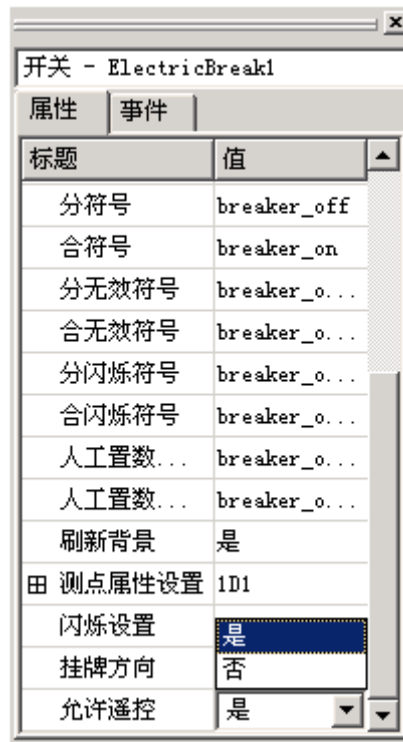 开关 - ElectricBreak1
属性 事件
标题 值
分符号 breaker_off
合符号 breaker_on
分无效符号 breaker_o...
合无效符号 breaker_o...
分闪烁符号 breaker_o...
合闪烁符号 breaker_o...
人工置数... breaker_o...
人工置数... breaker_o...
刷新背景 是
测点属性设置 1D1
闪烁设置 是
挂牌方向 否
允许遥控 是